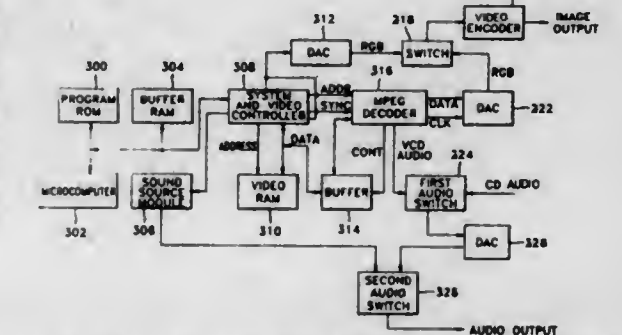 312
318
VIDEO
ENCODER
IMAGE
OUTPUT
DAC
RGB
SWITCH
300
304
308
316
RGB
PROGRAM
ROM
BUFFER
RAM
SYSTEM
AND VIDEO
CONTROLLER
ADDR
SYNC
MPEG
DECODER
DATA
CLK
DAC
322
ADDRESS
DATA
CONT
VCD
AUDIO
324
MICROCOMPUTER
SOUND
SOURCE
MODULE
VIDEO
RAM
BUFFER
FIRST
AUDIO
SWITCH
CD AUDIO
302
306
310
314
DAC
328
SECOND
AUDIO
SWITCH
326
AUDIO OUTPUT